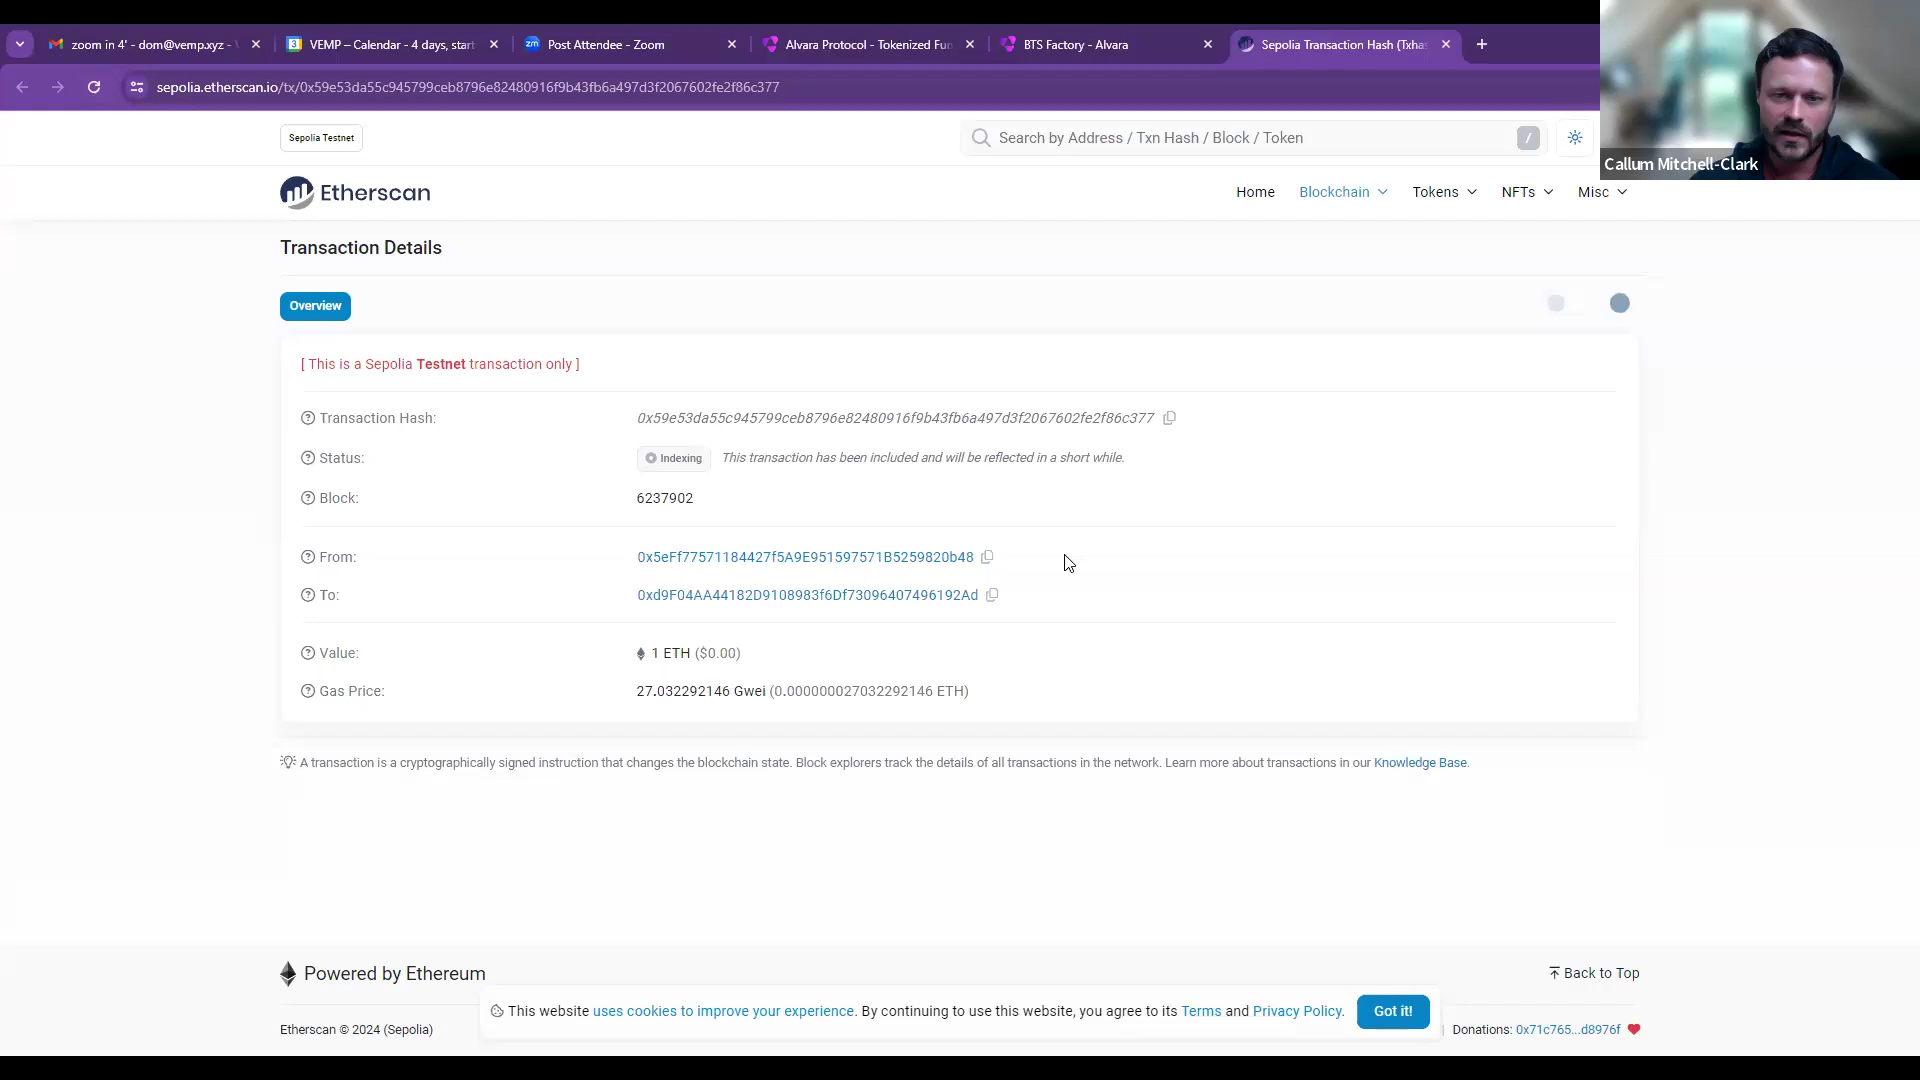 zoom in 4' - dom@vemp.xyz -
VEMP – Calendar - 4 days, start
zm Post Attendee - Zoom
Alvara Protocol - Tokenized Fun
BTS Factory - Alvara
Sepolia Transaction Hash (Txha
sepolia.etherscan.io/tx/0x59e53da55c945799ceb8796e82480916f9b43fb6a497d3f2067602fe2f86c377
Callum Mitchell-Clark
Sepolia Testnet
Search by Address / Txn Hash / Block / Token
/
Etherscan
Home
Blockchain
Tokens
NFTs
Misc
Transaction Details
Overview
[ This is a Sepolia Testnet transaction only ]
Transaction Hash: 0x59e53da55c945799ceb8796e82480916f9b43fb6a497d3f2067602fe2f86c377
Status: Indexing This transaction has been included and will be reflected in a short while.
Block: 6237902
From: 0x5eFf77571184427f5A9E951597571B5259820b48
To: 0xd9F04AA44182D9108983f6Df73096407496192Ad
Value: 1 ETH ($0.00)
Gas Price: 27.032292146 Gwei (0.000000027032292146 ETH)
A transaction is a cryptographically signed instruction that changes the blockchain state. Block explorers track the details of all transactions in the network. Learn more about transactions in our Knowledge Base.
Powered by Ethereum
Back to Top
This website uses cookies to improve your experience. By continuing to use this website, you agree to its Terms and Privacy Policy.
Got it!
Etherscan © 2024 (Sepolia)
Donations: 0x71c765...d8976f